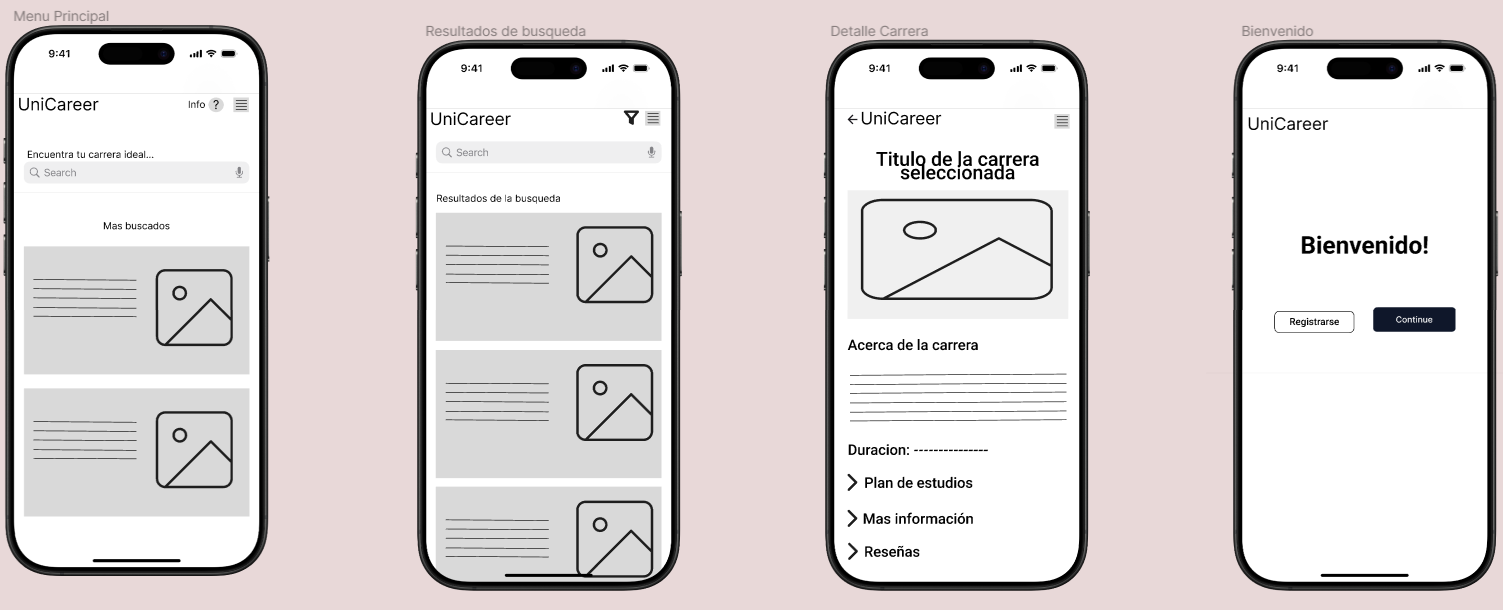 Menu Principal
9:41
UniCareer
Info ?
Encuentra tu carrera ideal...
Search
Mas buscados
Resultados de busqueda
9:41
UniCareer
Search
Resultados de la busqueda
Detalle Carrera
9:41
←UniCareer
Titulo de la carrera
seleccionada
Acerca de la carrera
Duracion: ---------------
Plan de estudios
Mas información
Reseñas
Bienvenido
9:41
UniCareer
Bienvenido!
Registrarse
Continue